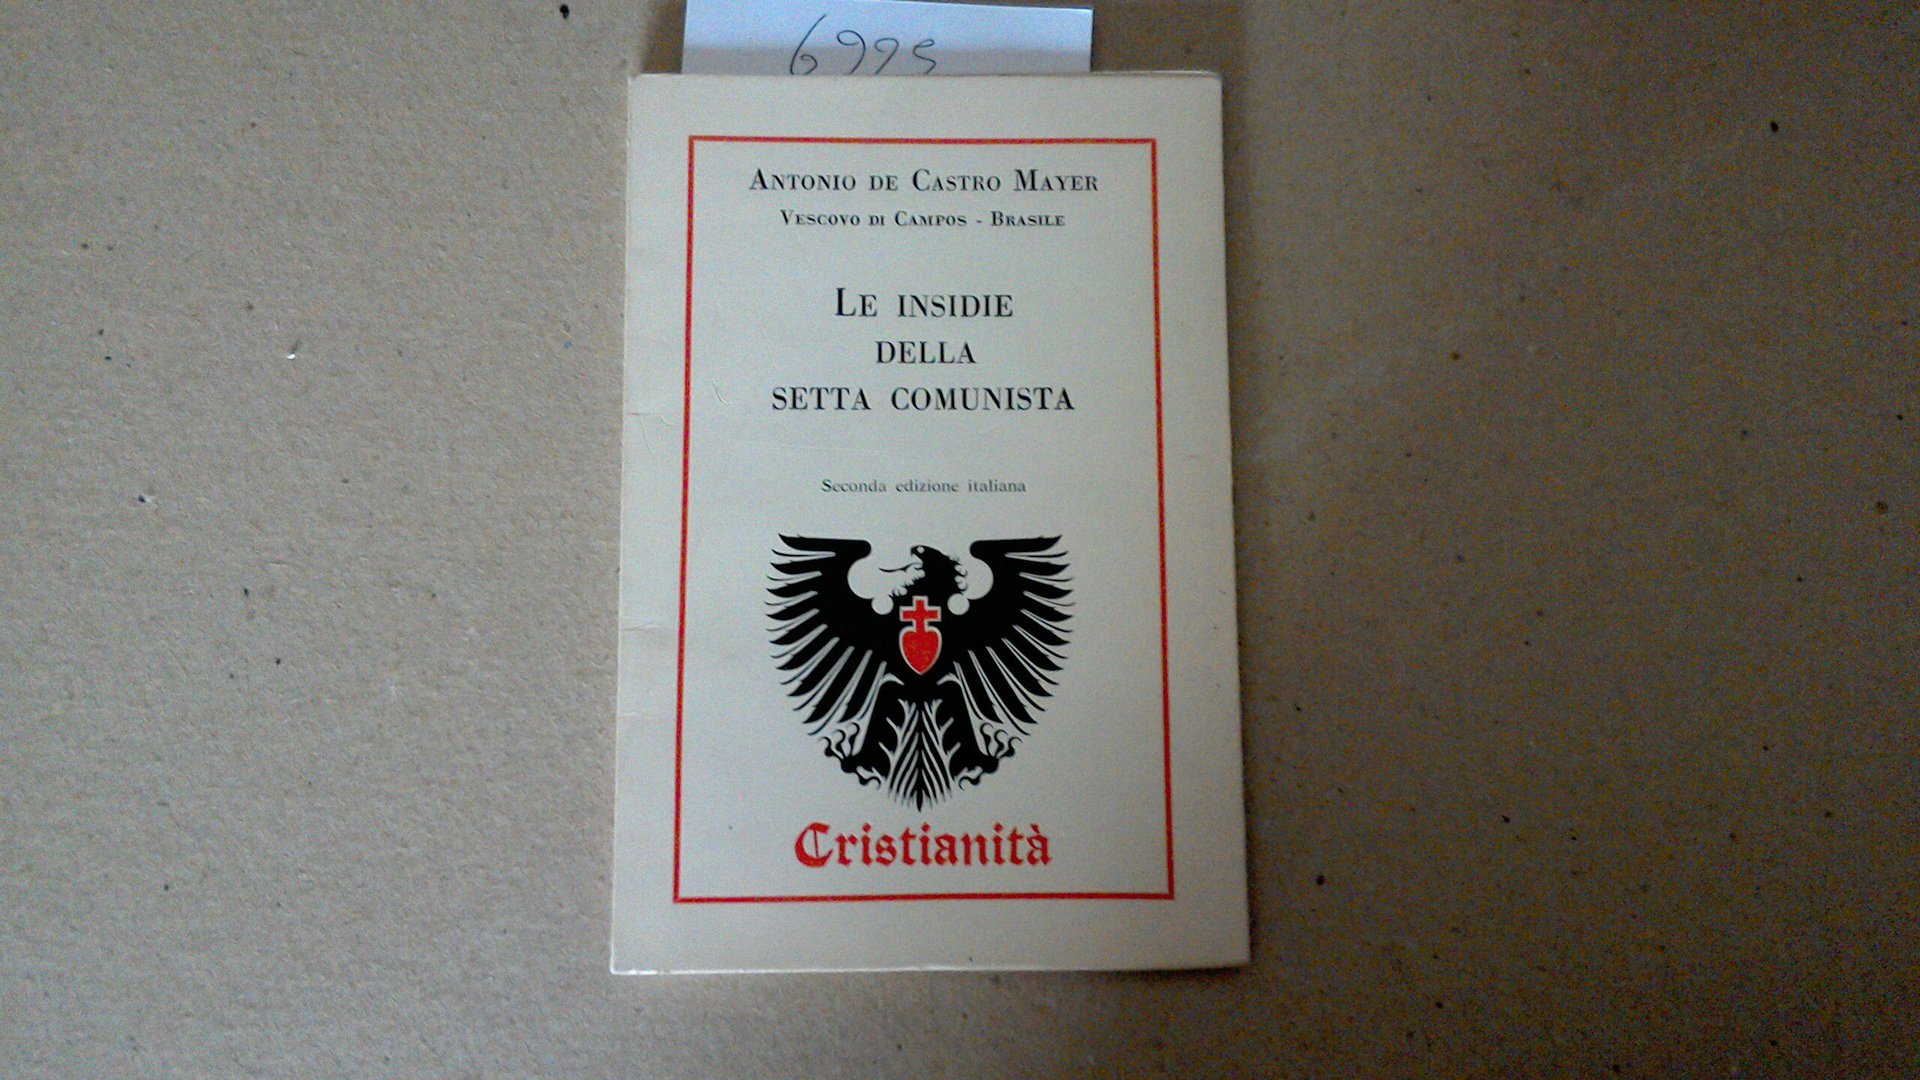 6995
ANTONIO DE CASTRO MAYER
VESCOVO DI CAMPOS - BRASILE
LE INSIDIE
DELLA
SETTA COMUNISTA
Seconda edizione italiana
Cristianità